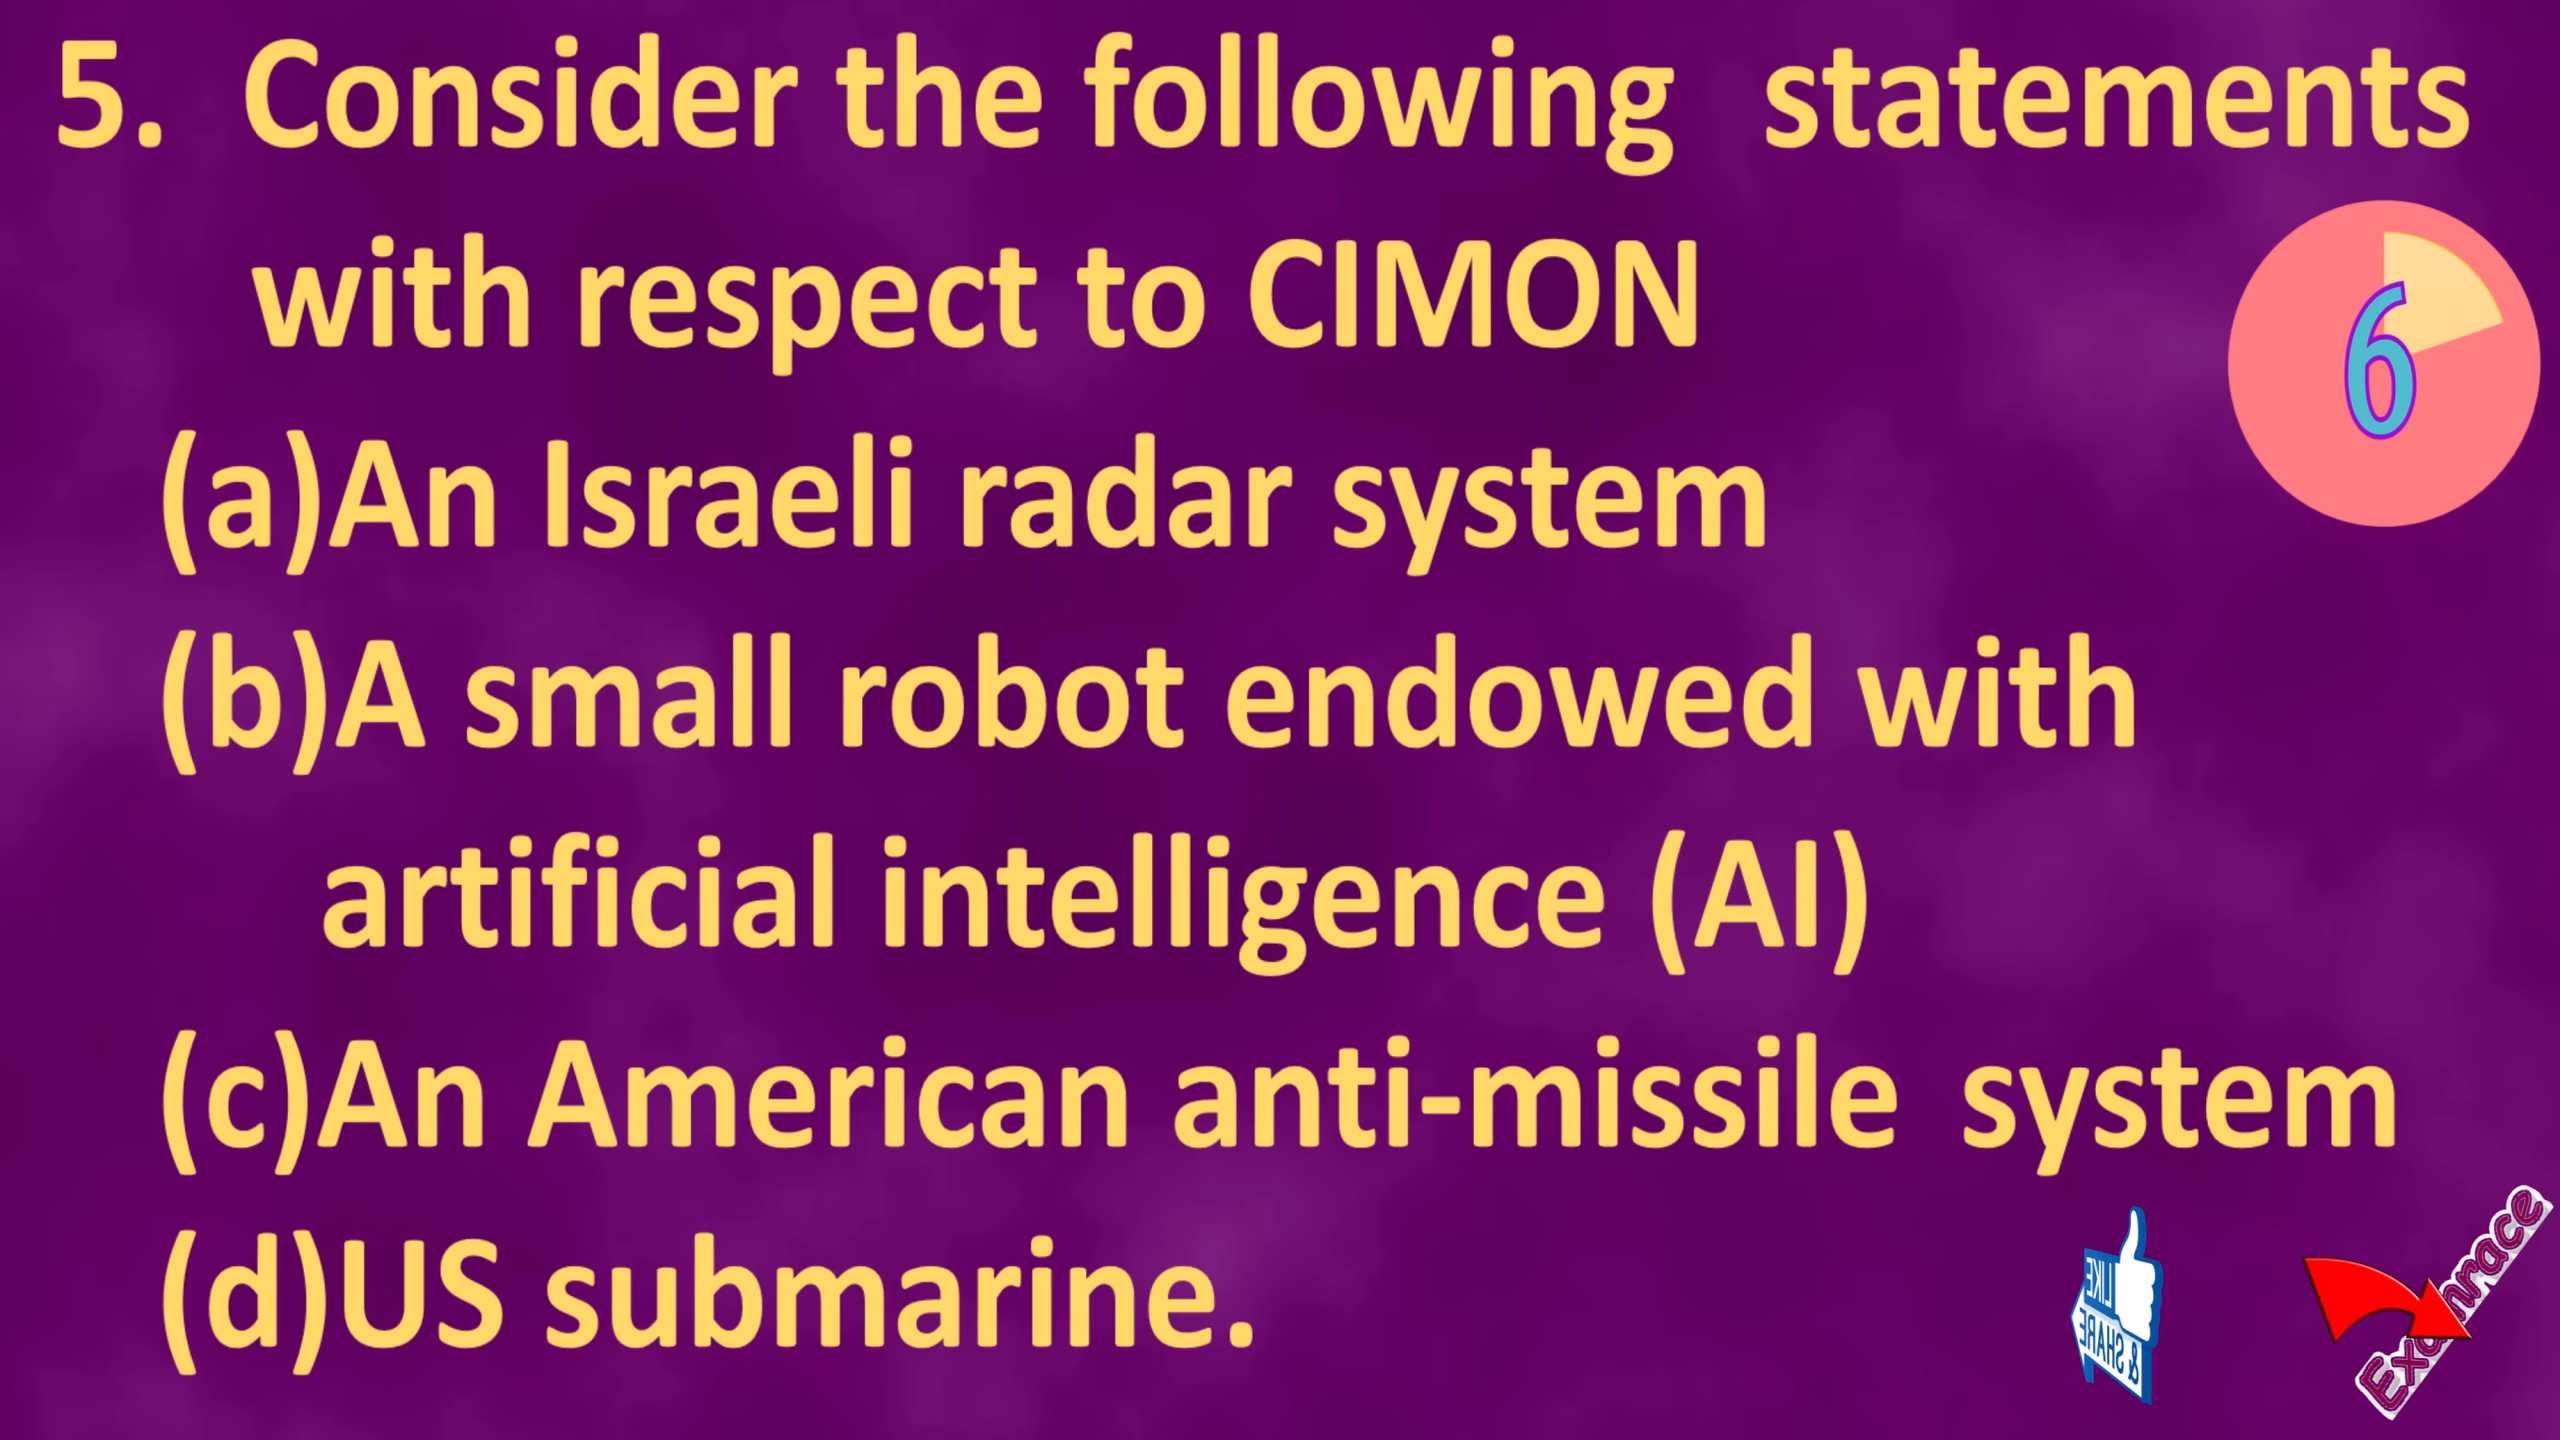 5. Consider the following statements
with respect to CIMON
6
(a)An Israeli radar system
(b)A small robot endowed with
artificial intelligence (AI)
(c)An American anti-missile system
(d)US submarine.
LIKE
& SHARE
Examrace